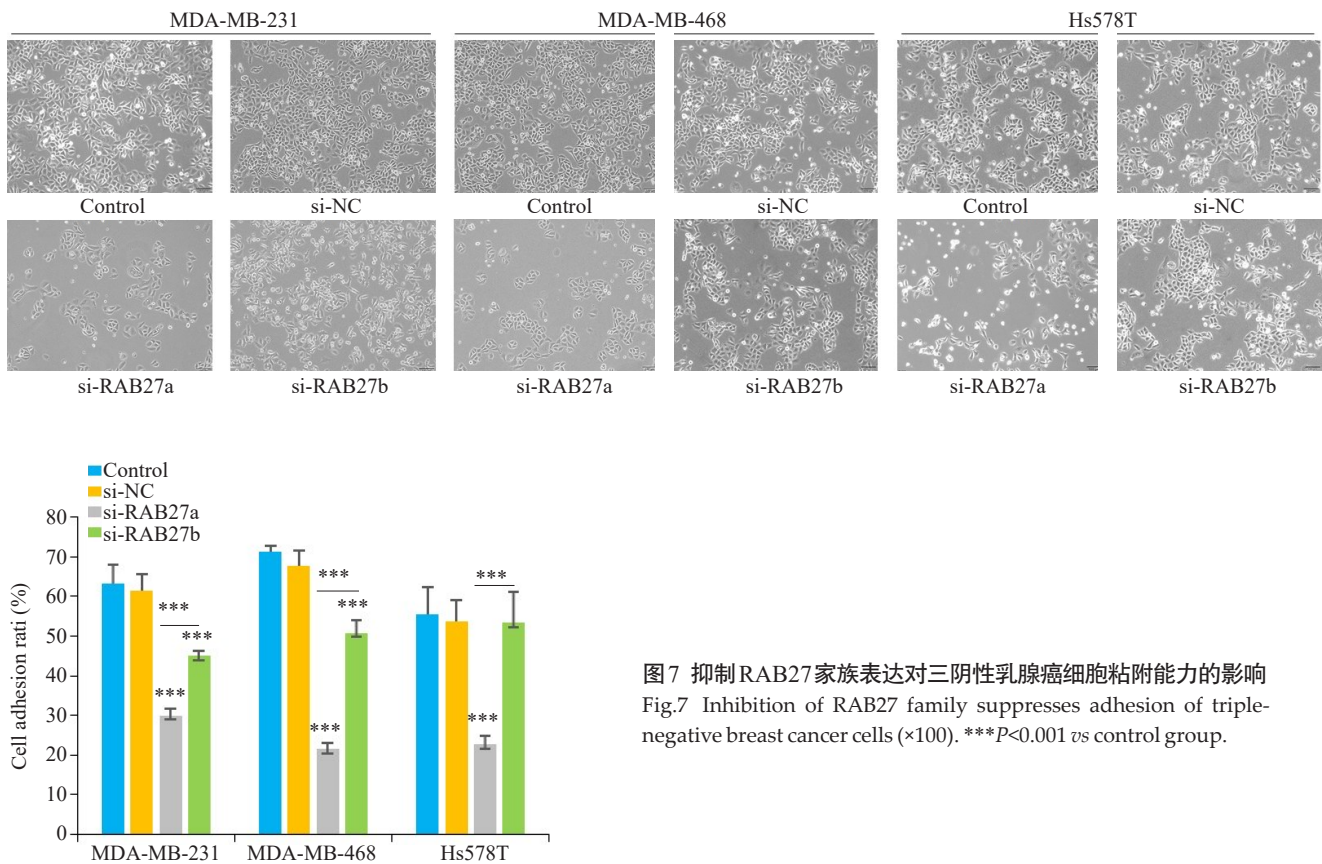 MDA-MB-231 MDA-MB-468 Hs578T
Control si-NC Control si-NC Control si-NC
si-RAB27a si-RAB27b si-RAB27a si-RAB27b si-RAB27a si-RAB27b
Control
si-NC
si-RAB27a
si-RAB27b
Cell adhesion rati (%)
80
70
60
50
40
30
20
10
0
***
***
***
***
***
***
***
***
MDA-MB-231 MDA-MB-468 Hs578T
图7 抑制RAB27家族表达对三阴性乳腺癌细胞粘附能力的影响
Fig.7 Inhibition of RAB27 family suppresses adhesion of triple-
negative breast cancer cells (×100). ***P<0.001 vs control group.